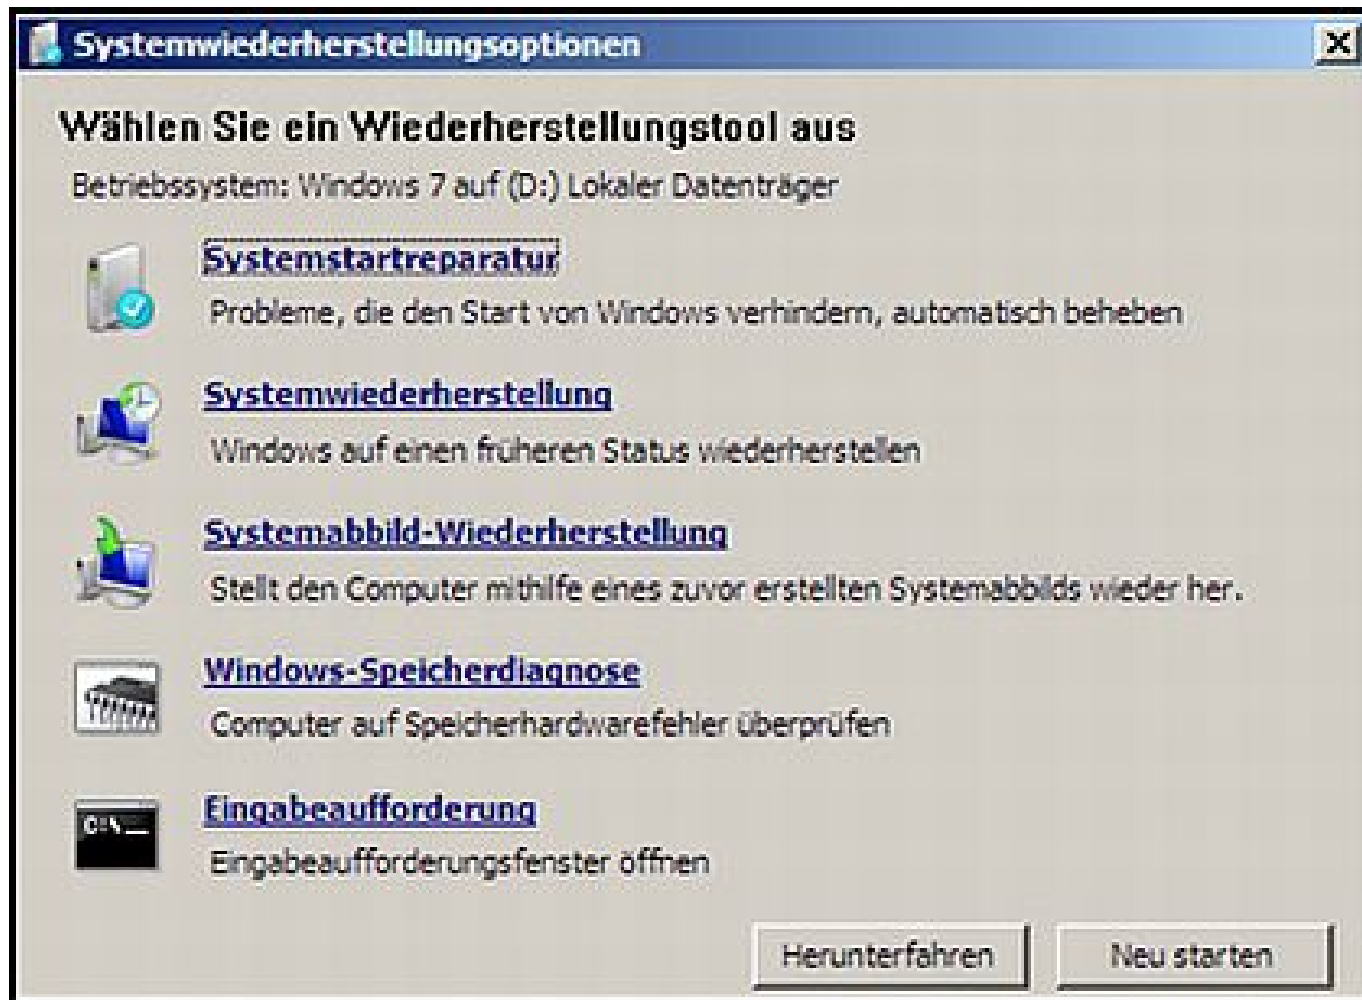 Systemwiederherstellungsoptionen
Wählen Sie ein Wiederherstellungstool aus
Betriebssystem: Windows 7 auf (D:) Lokaler Datenträger
Systemstartreparatur
Probleme, die den Start von Windows verhindern, automatisch beheben
Systemwiederherstellung
Windows auf einen früheren Status wiederherstellen
Systemabbild-Wiederherstellung
Stellt den Computer mithilfe eines zuvor erstellten Systemabbilds wieder her.
Windows-Speicherdiagnose
Computer auf Speicherhardwarefehler überprüfen
C:\_
Eingabeaufforderung
Eingabeaufforderungsfenster öffnen
Herunterfahren Neu starten